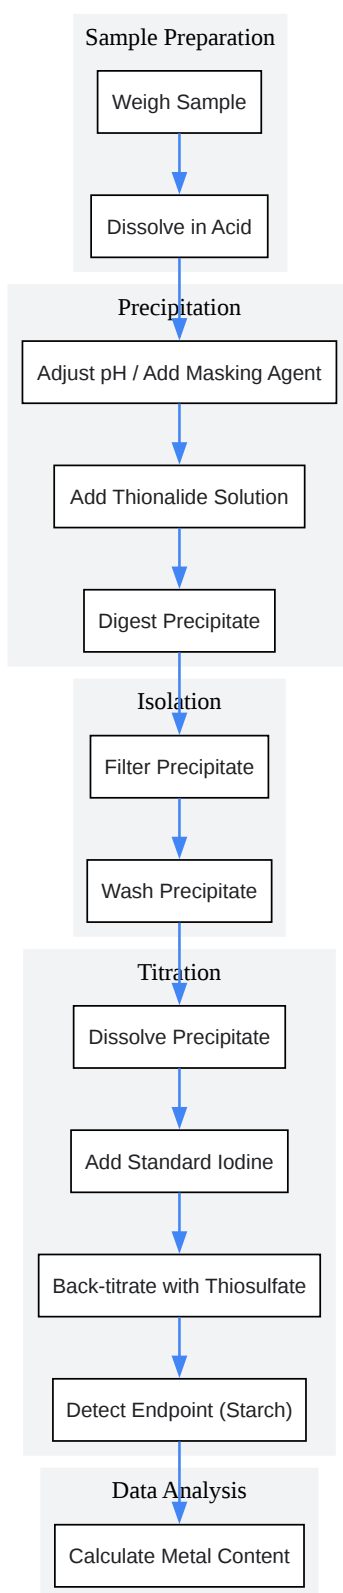 Sample Preparation
Weigh Sample
Dissolve in Acid
Precipitation
Adjust pH / Add Masking Agent
Add Thionalide Solution
Digest Precipitate
Isolation
Filter Precipitate
Wash Precipitate
Titration
Dissolve Precipitate
Add Standard Iodine
Back-titrate with Thiosulfate
Detect Endpoint (Starch)
Data Analysis
Calculate Metal Content